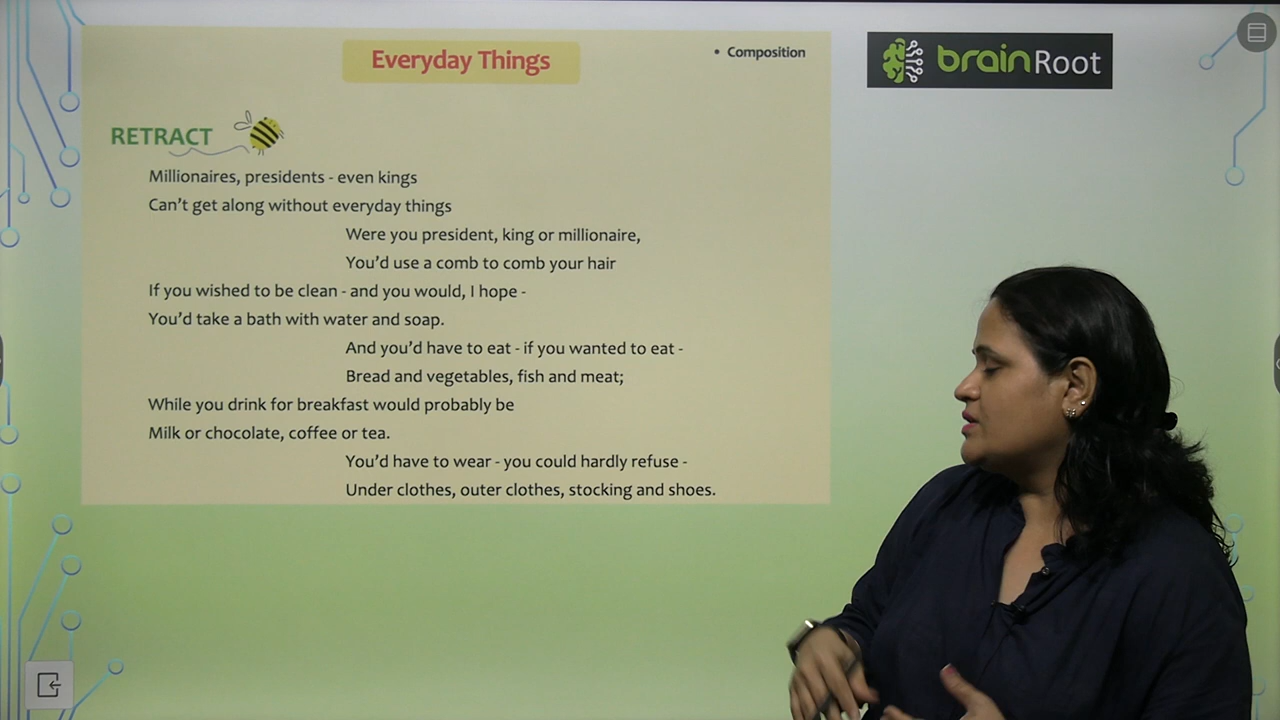 Everyday Things
• Composition
brainRoot
RETRACT
Millionaires, presidents - even kings
Can't get along without everyday things
Were you president, king or millionaire,
You'd use a comb to comb your hair
If you wished to be clean - and you would, I hope -
You'd take a bath with water and soap.
And you'd have to eat - if you wanted to eat -
Bread and vegetables, fish and meat;
While you drink for breakfast would probably be
Milk or chocolate, coffee or tea.
You'd have to wear - you could hardly refuse -
Under clothes, outer clothes, stocking and shoes.